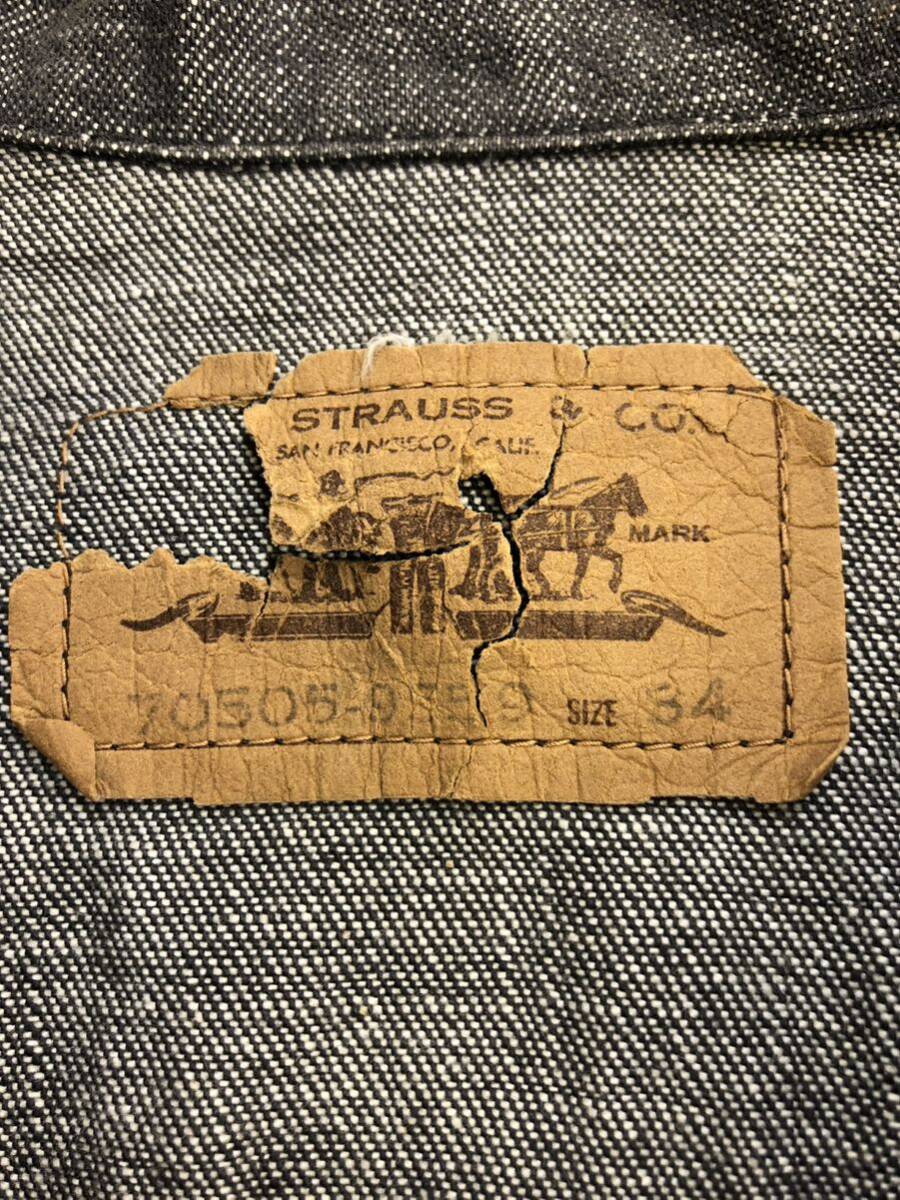 STRAUSS & CO.
SAN FRANCISCO, CALIF.
MARK
SIZE 34